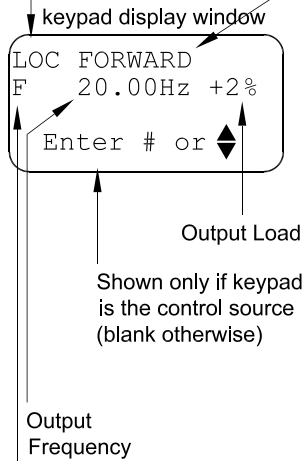 keypad display window
LOC FORWARD
F 20.00Hz +2%
Enter # or
Output Load
Shown only if keypad
is the control source
(blank otherwise)
Output
Frequency